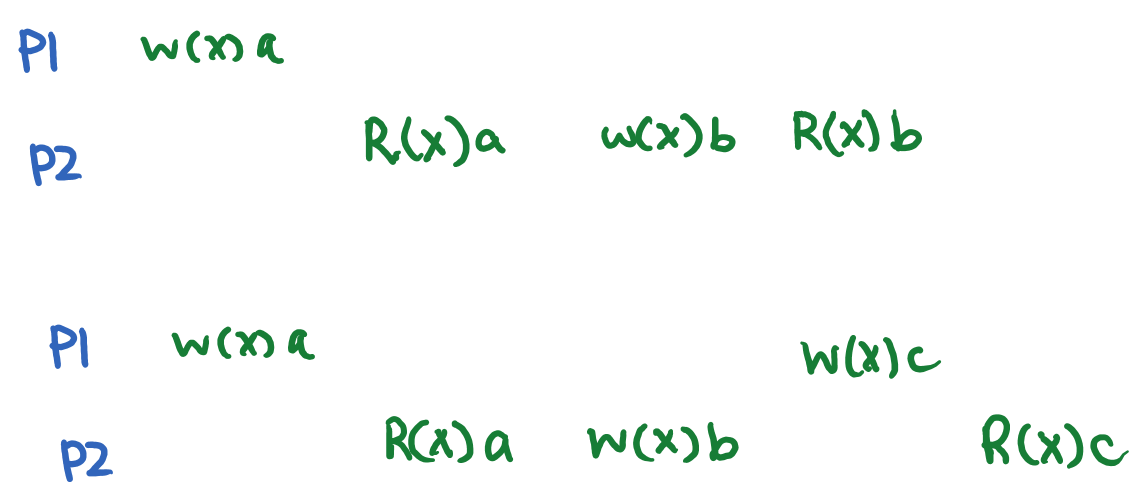 P1 W(x)a
P2 R(x)a W(x)b R(x)b
P1 W(x)a W(x)c
P2 R(x)a W(x)b R(x)c